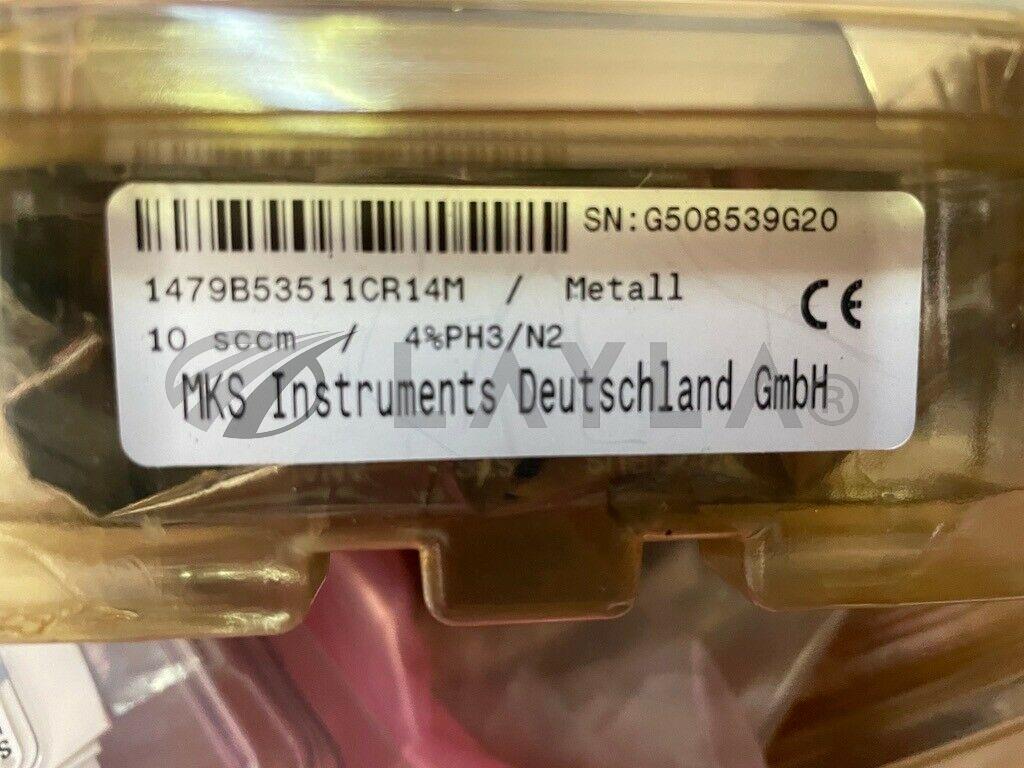 SN:G508539G20
1479B53511CR14M / Metall
CE
10 sccm / 4%PH3/N2
MKS Instruments Deutschland GmbH
LAYLA®